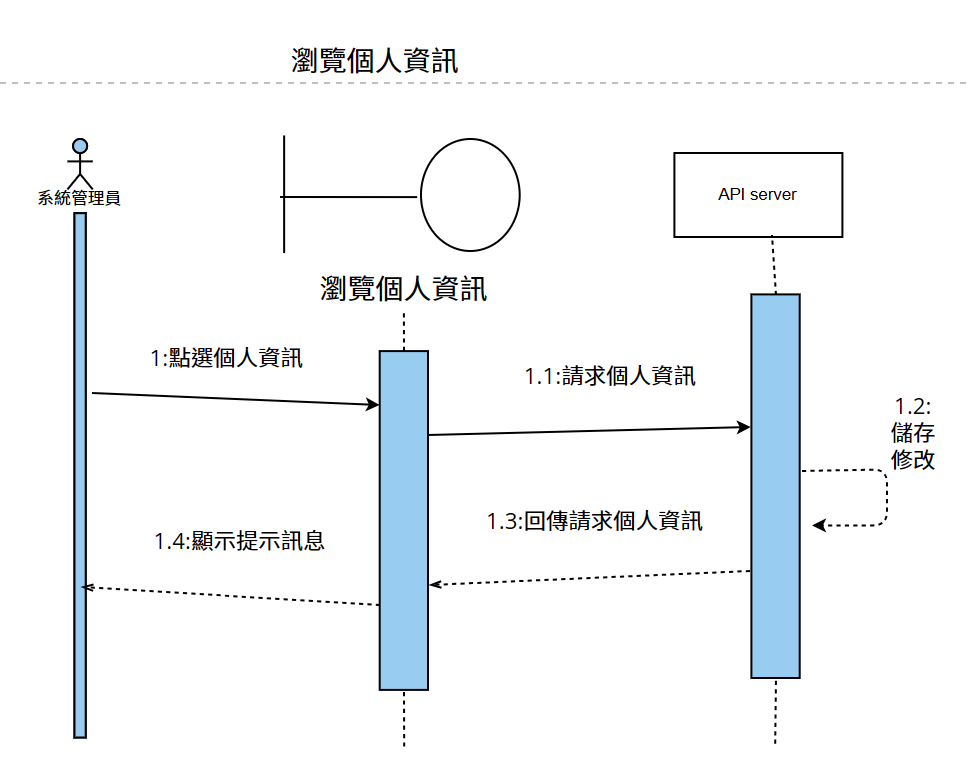 瀏覽個人資訊
系統管理員
API server
瀏覽個人資訊
1:點選個人資訊
1.1:請求個人資訊
1.2:
儲存
修改
1.3:回傳請求個人資訊
1.4:顯示提示訊息